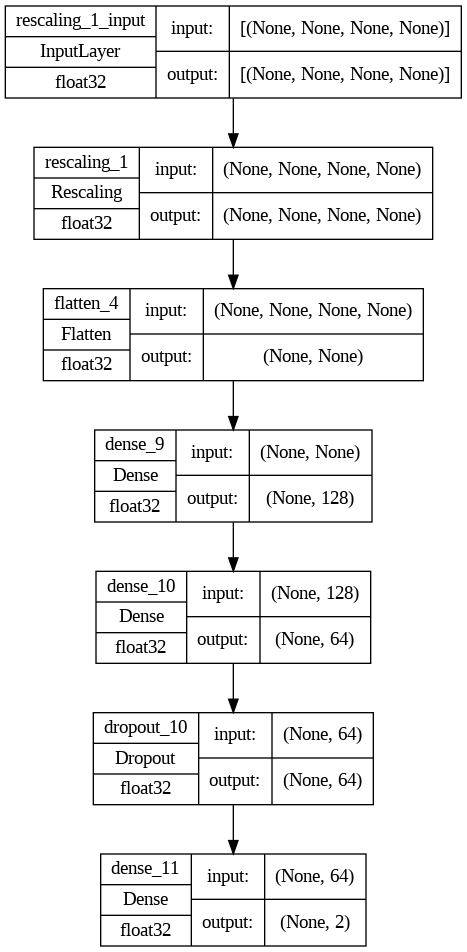 rescaling_1_input
InputLayer
float32
input:
[(None, None, None, None)]
output:
[(None, None, None, None)]
rescaling_1
Rescaling
float32
input:
(None, None, None, None)
output:
(None, None, None, None)
flatten_4
Flatten
float32
input:
(None, None, None, None)
output:
(None, None)
dense_9
Dense
float32
input:
(None, None)
output:
(None, 128)
dense_10
Dense
float32
input:
(None, 128)
output:
(None, 64)
dropout_10
Dropout
float32
input:
(None, 64)
output:
(None, 64)
dense_11
Dense
float32
input:
(None, 64)
output:
(None, 2)